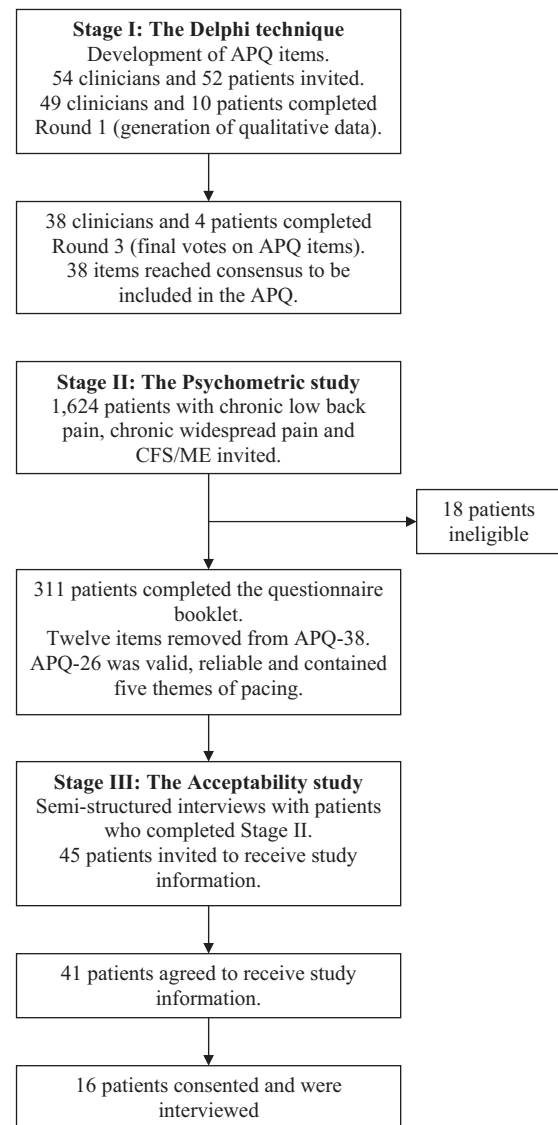 Stage I: The Delphi technique
Development of APQ items.
54 clinicians and 52 patients invited.
49 clinicians and 10 patients completed
Round 1 (generation of qualitative data).
38 clinicians and 4 patients completed
Round 3 (final votes on APQ items).
38 items reached consensus to be
included in the APQ.
Stage II: The Psychometric study
1,624 patients with chronic low back
pain, chronic widespread pain and
CFS/ME invited.
18 patients
ineligible
311 patients completed the questionnaire
booklet.
Twelve items removed from APQ-38.
APQ-26 was valid, reliable and contained
five themes of pacing.
Stage III: The Acceptability study
Semi-structured interviews with patients
who completed Stage II.
45 patients invited to receive study
information.
41 patients agreed to receive study
information.
16 patients consented and were
interviewed